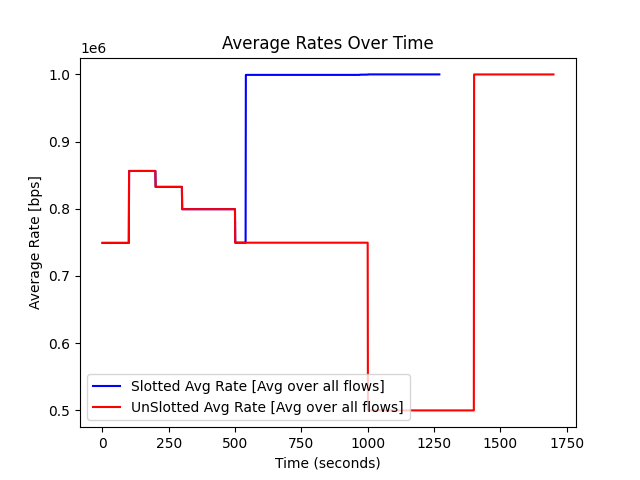 Average Rates Over Time
1e6
1.0
0.9
0.8
0.7
0.6
0.5
Average Rate [bps]
Slotted Avg Rate [Avg over all flows]
UnSlotted Avg Rate [Avg over all flows]
0 250 500 750 1000 1250 1500 1750
Time (seconds)